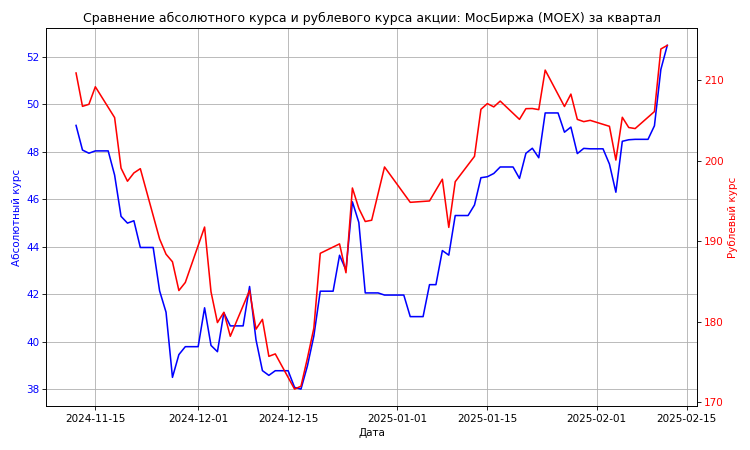 Сравнение абсолютного курса и рублевого курса акции: МосБиржа (MOEX) за квартал
Абсолютный курс
52
50
48
46
44
42
40
38
210
200
190
180
170
Рублевый курс
2024-11-15 2024-12-01 2024-12-15 2025-01-01 2025-01-15 2025-02-01 2025-02-15
Дата